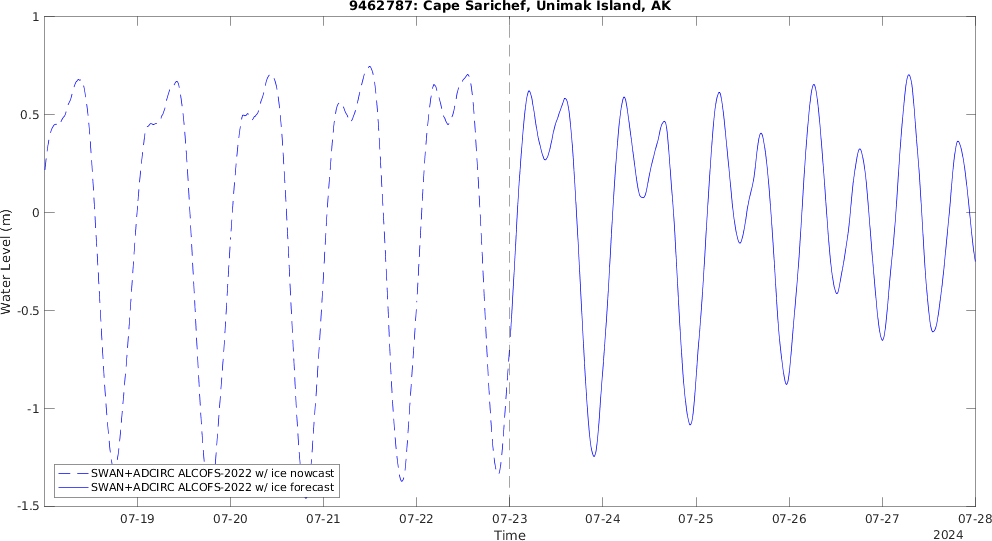 9462787: Cape Sarichef, Unimak Island, AK
1
0.5
0
-0.5
-1
-1.5
Water Level (m)
SWAN+ADCIRC ALCOFS-2022 w/ ice nowcast
SWAN+ADCIRC ALCOFS-2022 w/ ice forecast
07-19 07-20 07-21 07-22 07-23 07-24 07-25 07-26 07-27 07-28
Time
2024